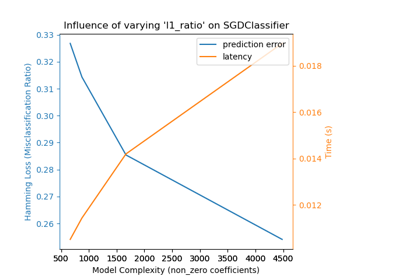 Influence of varying 'l1_ratio' on SGDClassifier
prediction error
latency
0.33
0.32
0.31
0.30
0.29
0.28
0.27
0.26
Hamming Loss (Misclassification Ratio)
0.018
0.016
0.014
0.012
Time (s)
500 1000 1500 2000 2500 3000 3500 4000 4500
Model Complexity (non_zero coefficients)